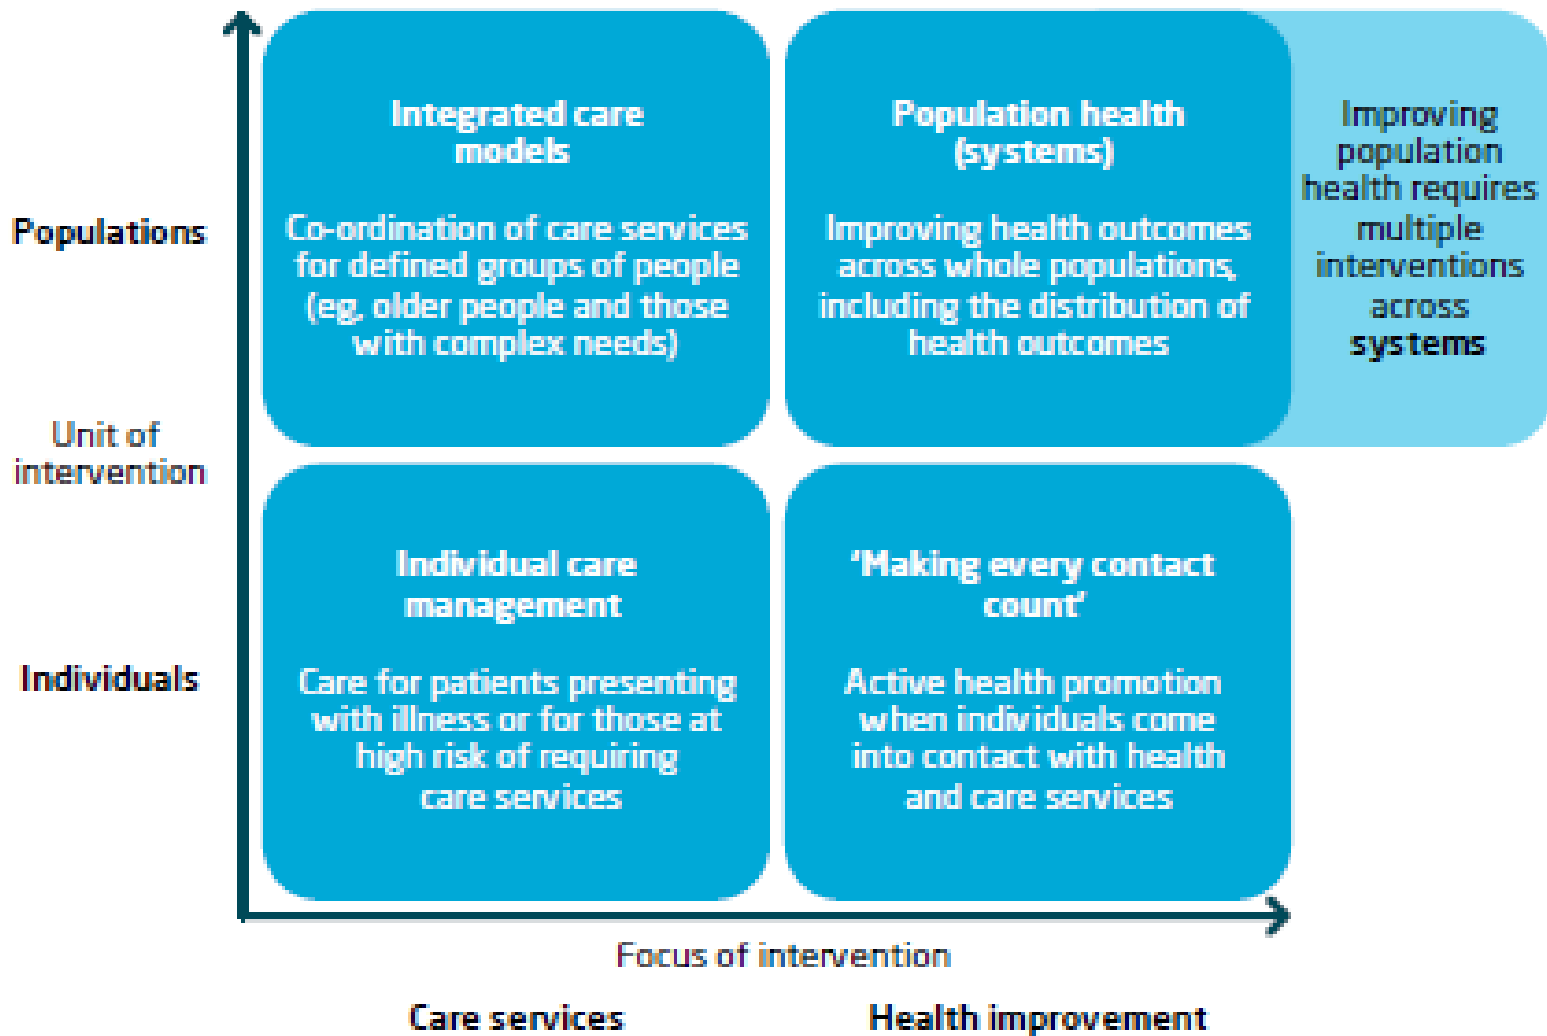 Integrated care
models
Co-ordination of care services
for defined groups of people
(eg, older people and those
with complex needs)
Population health
(systems)
Improving health outcomes
across whole populations,
including the distribution of
health outcomes
Improving
population
health requires
multiple
interventions
across
systems
Populations
Unit of
intervention
Individuals
Individual care
management
Care for patients presenting
with illness or for those at
high risk of requiring
care services
‘Making every contact
count’
Active health promotion
when individuals come
into contact with health
and care services
Focus of intervention
Care services
Health improvement